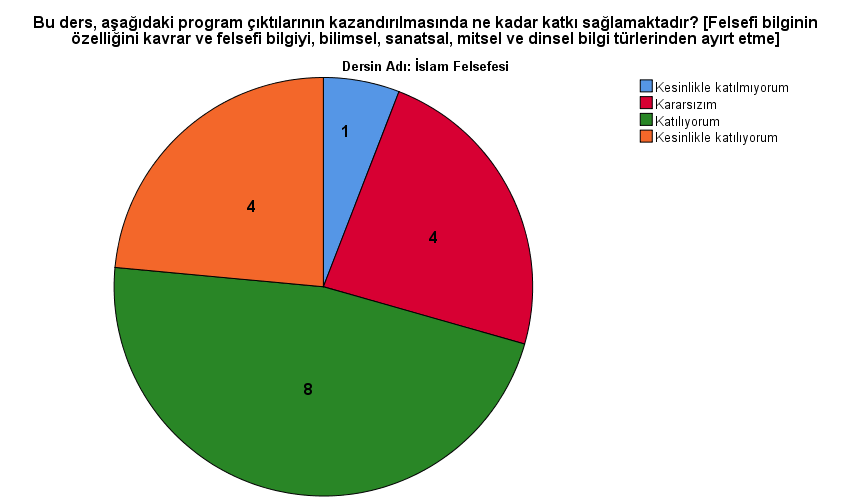 Bu ders, aşağıdaki program çıktılarının kazandırılmasında ne kadar katkı sağlamaktadır? [Felsefi bilginin
özelliğini kavrar ve felsefi bilgiyi, bilimsel, sanatsal, mitsel ve dinsel bilgi türlerinden ayırt etme]
Dersin Adı: İslam Felsefesi
Kesinlikle katılmıyorum
Kararsızım
Katılıyorum
Kesinlikle katılıyorum
1
4
4
8